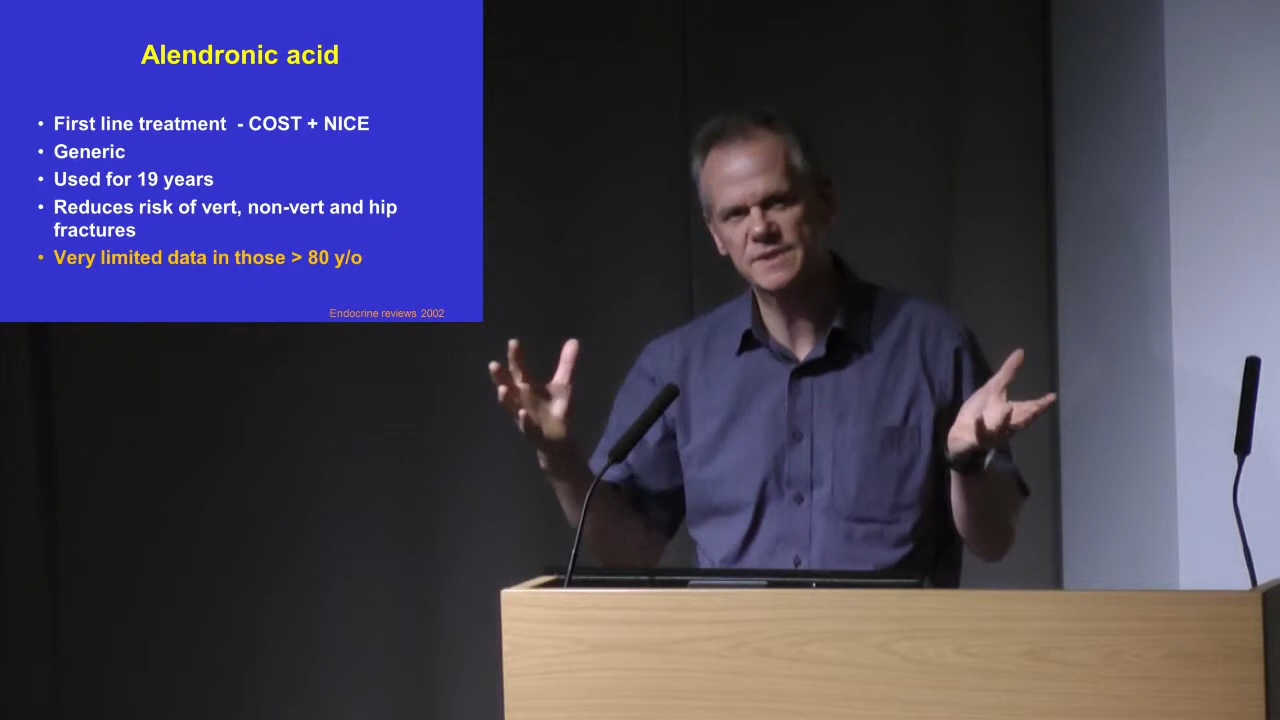 Alendronic acid
• First line treatment - COST + NICE
• Generic
• Used for 19 years
• Reduces risk of vert, non-vert and hip
fractures
• Very limited data in those > 80 y/o
Endocrine reviews 2002